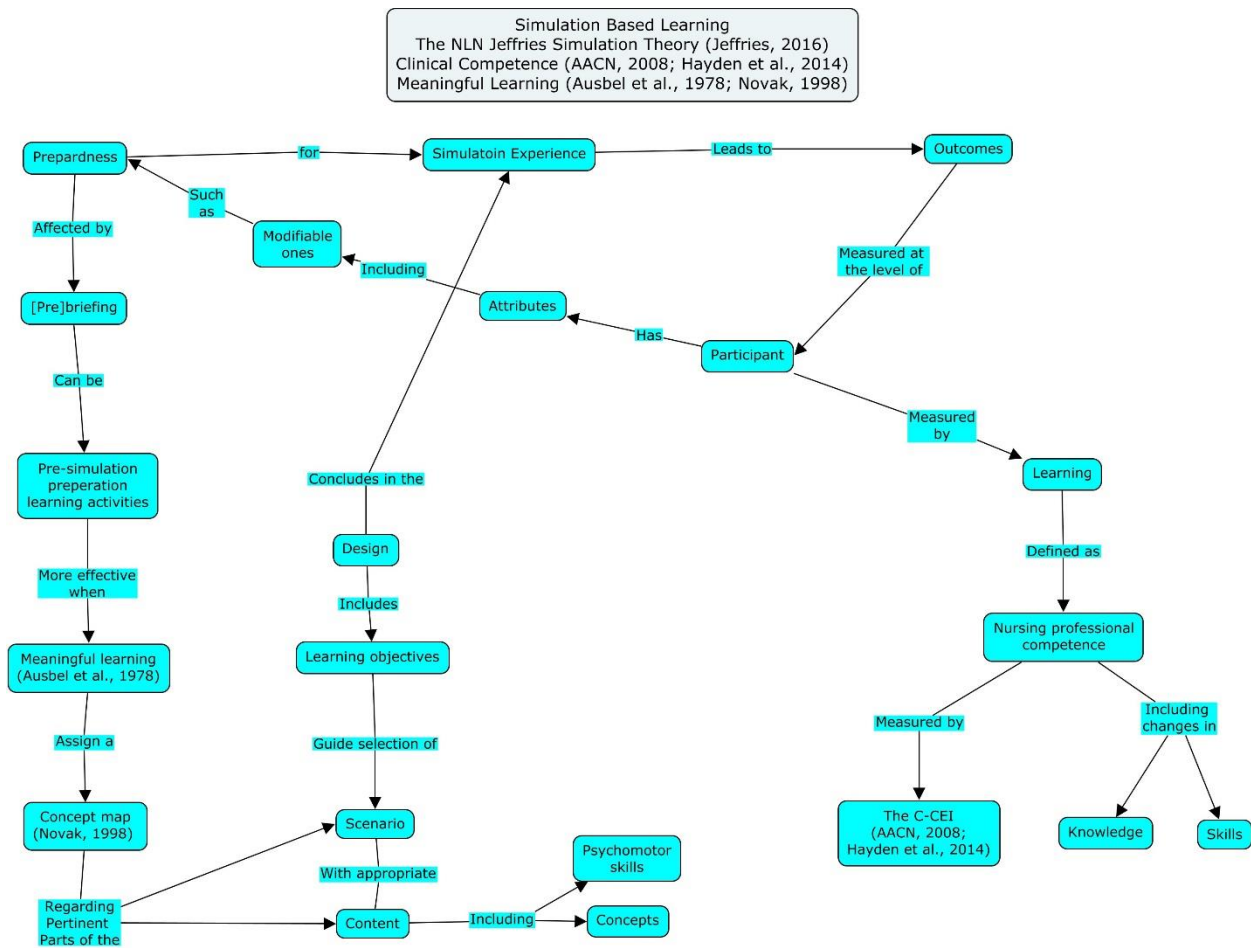 Simulation Based Learning
The NLN Jeffries Simulation Theory (Jeffries, 2016)
Clinical Competence (AACN, 2008; Hayden et al., 2014)
Meaningful Learning (Ausbel et al., 1978; Novak, 1998)
Prepardness
for
Simulatoin Experience
Leads to
Outcomes
Such
as
Affected by
Modifiable
ones
Including
Measured at
the level of
[Pre]briefing
Attributes
Has
Participant
Can be
Measured
by
Pre-simulation
preperation
learning activities
Concludes in the
Learning
Design
Defined as
More effective
when
Includes
Nursing professional
competence
Meaningful learning
(Ausbel et al., 1978)
Learning objectives
Assign a
Guide selection of
Measured by
Including
changes in
Concept map
(Novak, 1998)
Scenario
The C-CEI
(AACN, 2008;
Hayden et al., 2014)
Knowledge
Skills
With appropriate
Psychomotor
skills
Regarding
Pertinent
Parts of the
Content
Including
Concepts